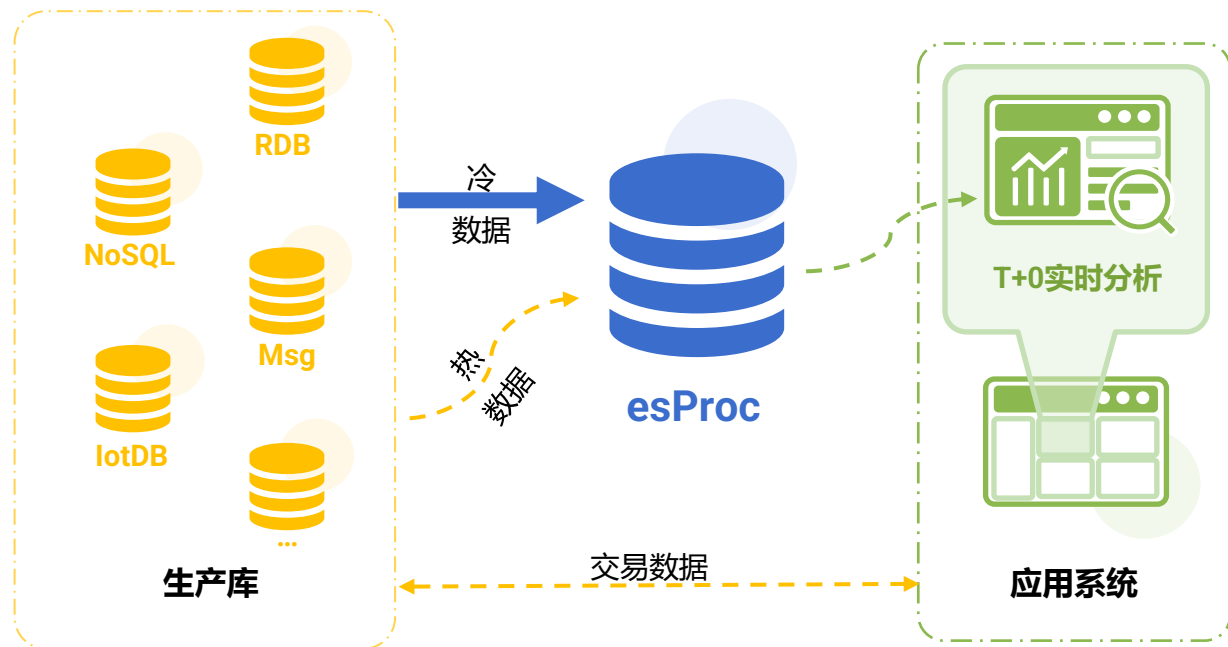 RDB
NoSQL
Msg
IotDB
...
生产库
冷
数据
热
数据
esProc
交易数据
T+0实时分析
应用系统